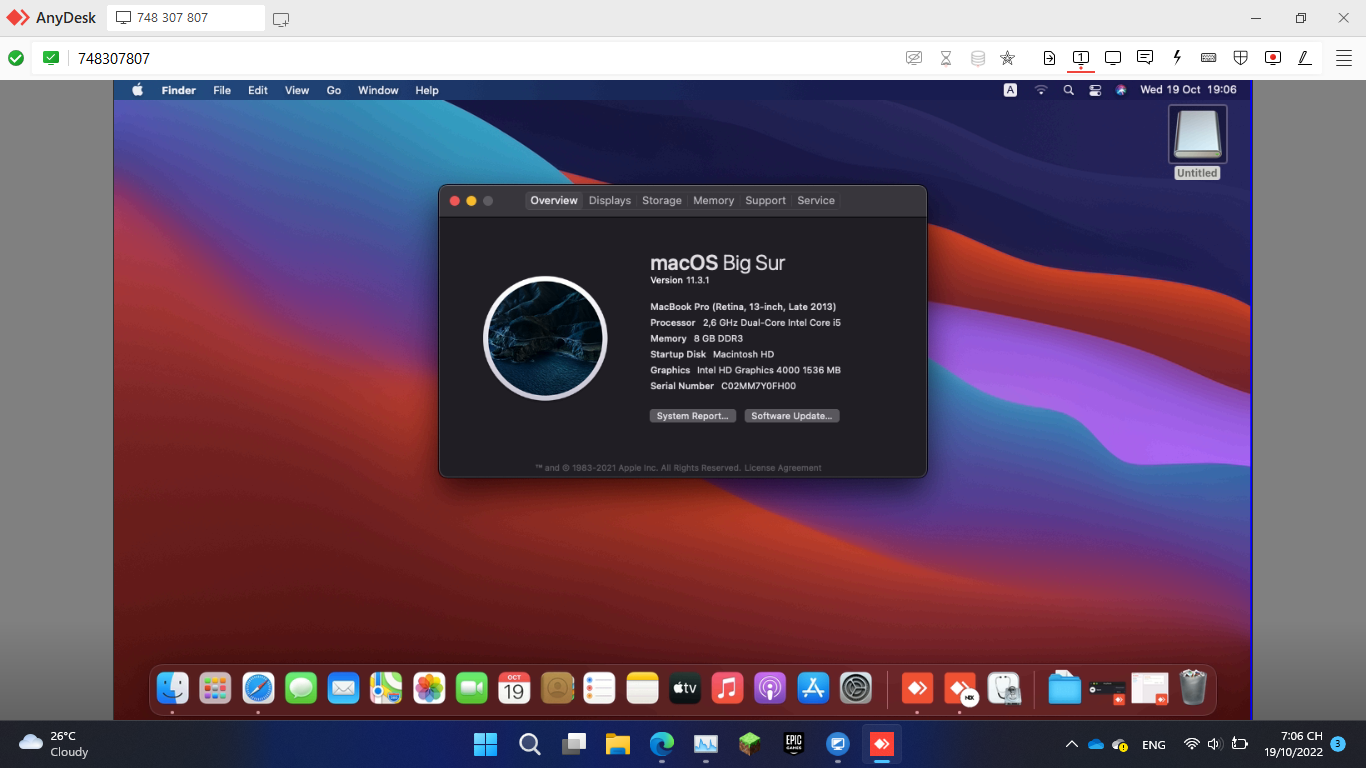 AnyDesk 748 307 807
748307807
1
Finder File Edit View Go Window Help A Wed 19 Oct 19:06
Untitled
Overview Displays Storage Memory Support Service
macOS Big Sur
Version 11.3.1
MacBook Pro (Retina, 13-inch, Late 2013)
Processor 2,6 GHz Dual-Core Intel Core i5
Memory 8 GB DDR3
Startup Disk Macintosh HD
Graphics Intel HD Graphics 4000 1536 MB
Serial Number C02MM7Y0FH00
System Report... Software Update...
™ and © 1983-2021 Apple Inc. All Rights Reserved. License Agreement
OCT
19
tv
MIX
26°C
Cloudy
EPIC
GAMES
ENG
7:06 CH
19/10/2022
3